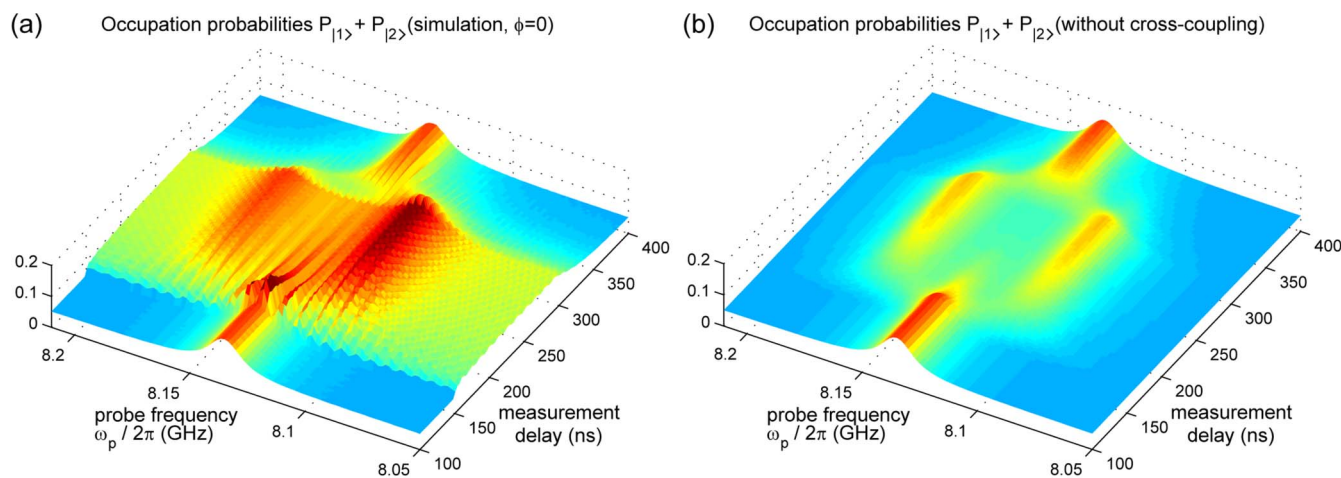 (a)
Occupation probabilities P|1> + P|2> (simulation, ϕ=0)
0.2
0.1
0
8.2
8.15
8.1
8.05
probe frequency
ωp / 2π (GHz)
100
150
200
250
300
350
400
measurement
delay (ns)
(b)
Occupation probabilities P|1> + P|2> (without cross-coupling)
0.2
0.1
0
8.2
8.15
8.1
8.05
probe frequency
ωp / 2π (GHz)
100
150
200
250
300
350
400
measurement
delay (ns)